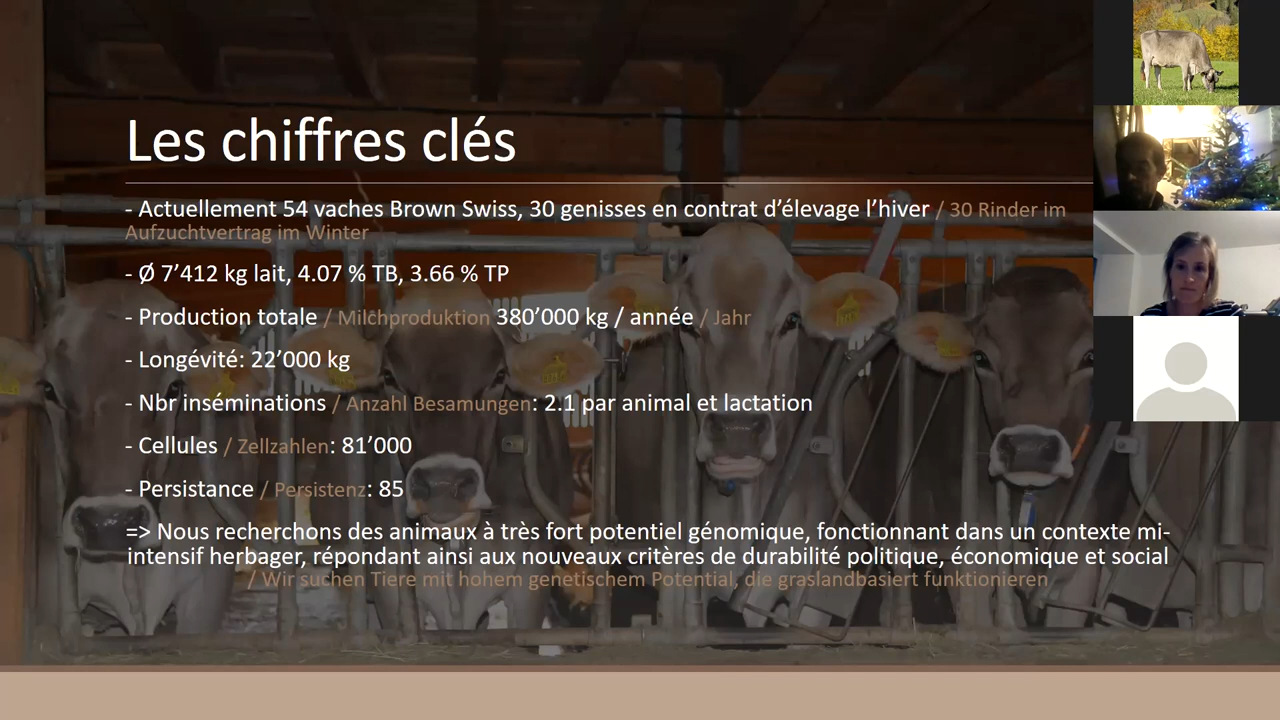 Les chiffres clés
- Actuellement 54 vaches Brown Swiss, 30 genisses en contrat d’élevage l’hiver / 30 Rinder im
Aufzuchtvertrag im Winter
- Ø 7’412 kg lait, 4.07 % TB, 3.66 % TP
- Production totale / Milchproduktion 380’000 kg / année / Jahr
- Longévité: 22’000 kg
- Nbr inséminations / Anzahl Besamungen: 2.1 par animal et lactation
- Cellules / Zellzahlen: 81’000
- Persistance / Persistenz: 85
=> Nous recherchons des animaux à très fort potentiel génomique, fonctionnant dans un contexte mi-
intensif herbager, répondant ainsi aux nouveaux critères de durabilité politique, économique et social
/ Wir suchen Tiere mit hohem genetischem Potential, die graslandbasiert funktionieren